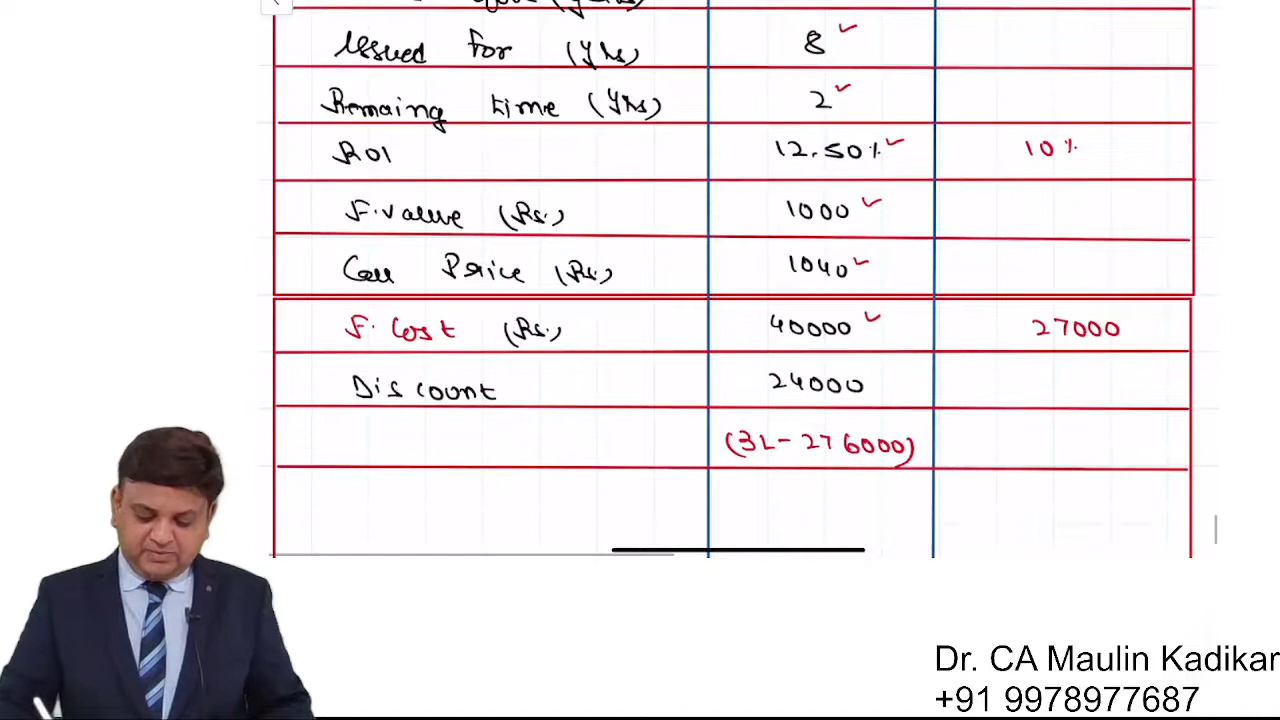 Issued for (Yrs) 8
Remaing time (Yrs) 2
ROI 12.50% 10%
F.value (Rs.) 1000
Call Price (Rs.) 1040
F. Cost (Rs.) 40000 27000
Discount 24000
(3L - 276000)
Dr. CA Maulin Kadikar
+91 9978977687